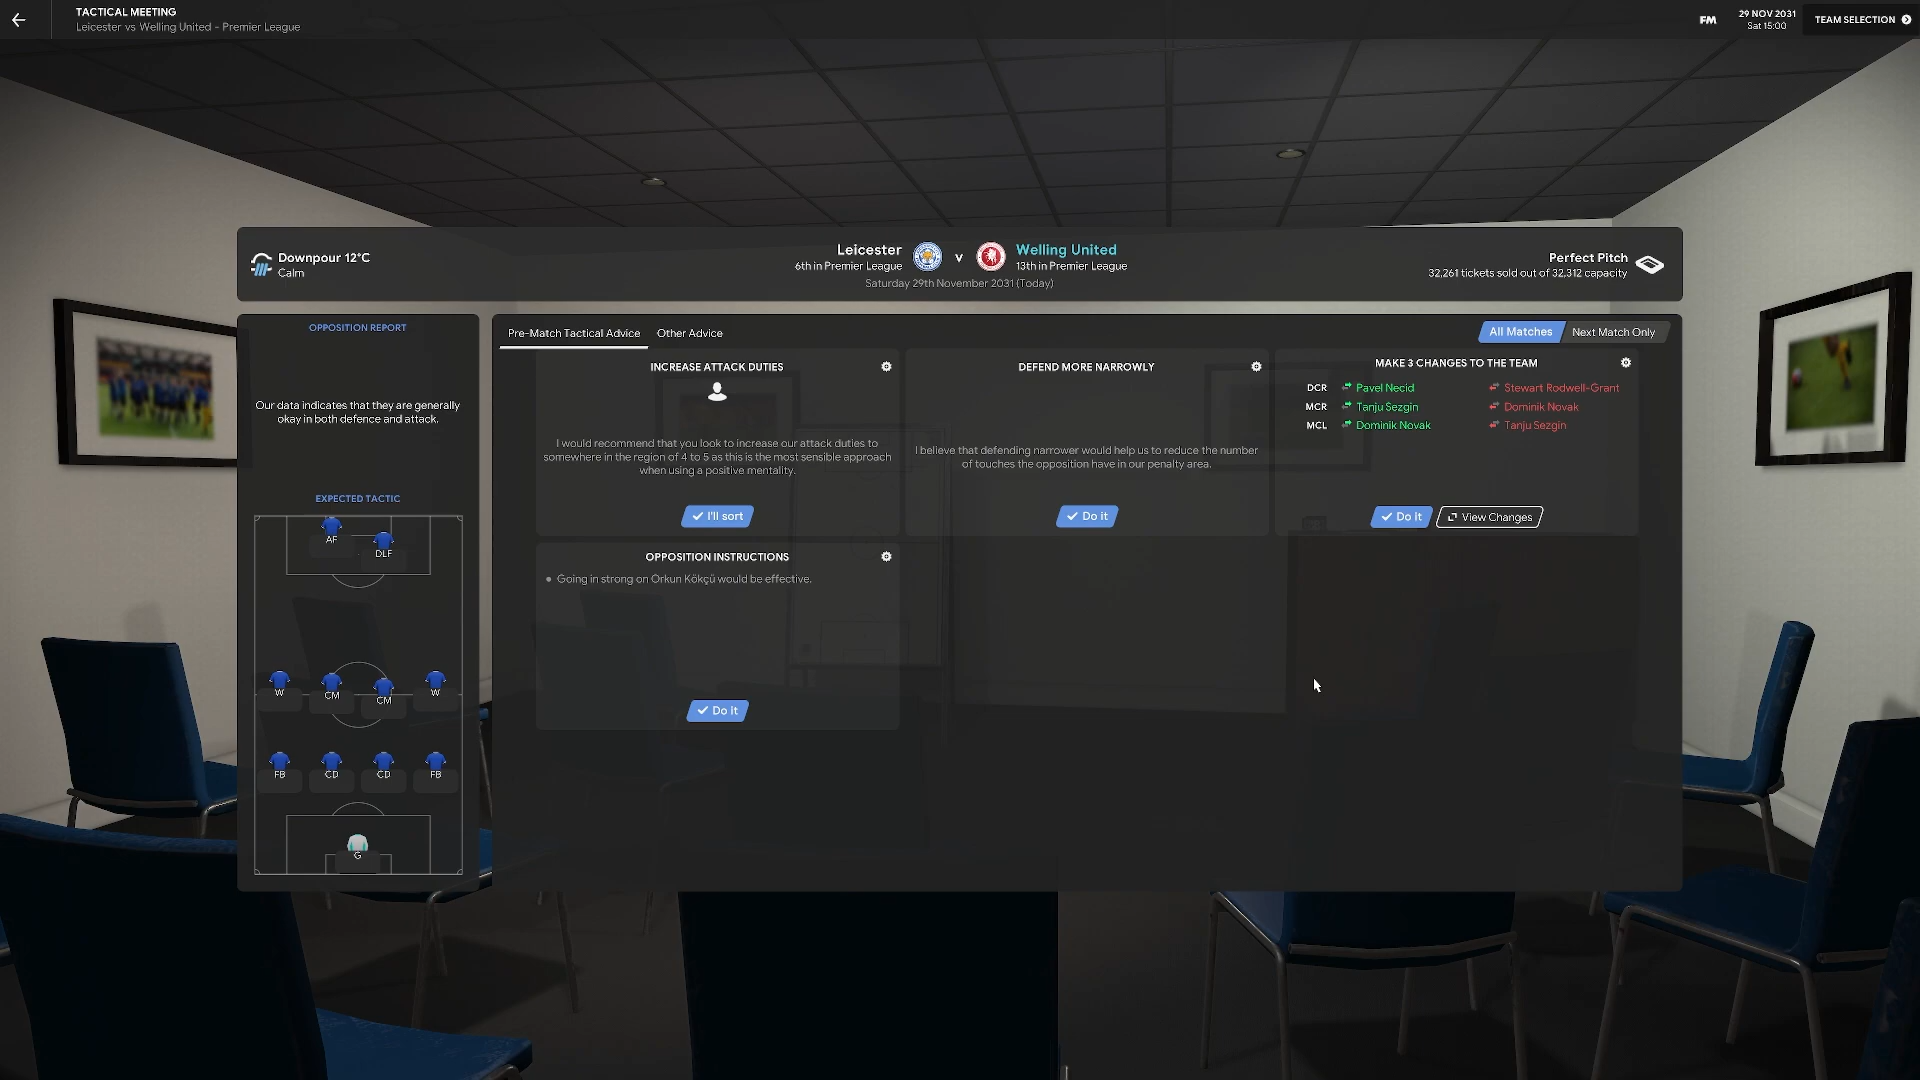 TACTICAL MEETING
Leicester vs Welling United - Premier League
FM
29 NOV 2031
Sat 15:00
TEAM SELECTION
Downpour 12°C
Calm
Leicester
6th in Premier League
v
Welling United
13th in Premier League
Saturday 29th November 2031 (Today)
Perfect Pitch
32,261 tickets sold out of 32,312 capacity
OPPOSITION REPORT
Our data indicates that they are generally
okay in both defence and attack.
EXPECTED TACTIC
AF
DLF
W
CM
CM
W
FB
CD
CD
FB
G
Pre-Match Tactical Advice
Other Advice
All Matches
Next Match Only
INCREASE ATTACK DUTIES
I would recommend that you look to increase our attack duties to
somewhere in the region of 4 to 5 as this is the most sensible approach
when using a positive mentality.
I'll sort
DEFEND MORE NARROWLY
I believe that defending narrower would help us to reduce the number
of touches the opposition have in our penalty area.
Do it
MAKE 3 CHANGES TO THE TEAM
DCR Pavel Necid Stewart Rodwell-Grant
MCR Tanju Sezgin Dominik Novak
MCL Dominik Novak Tanju Sezgin
Do it
View Changes
OPPOSITION INSTRUCTIONS
• Going in strong on Orkun Kökçü would be effective.
Do it